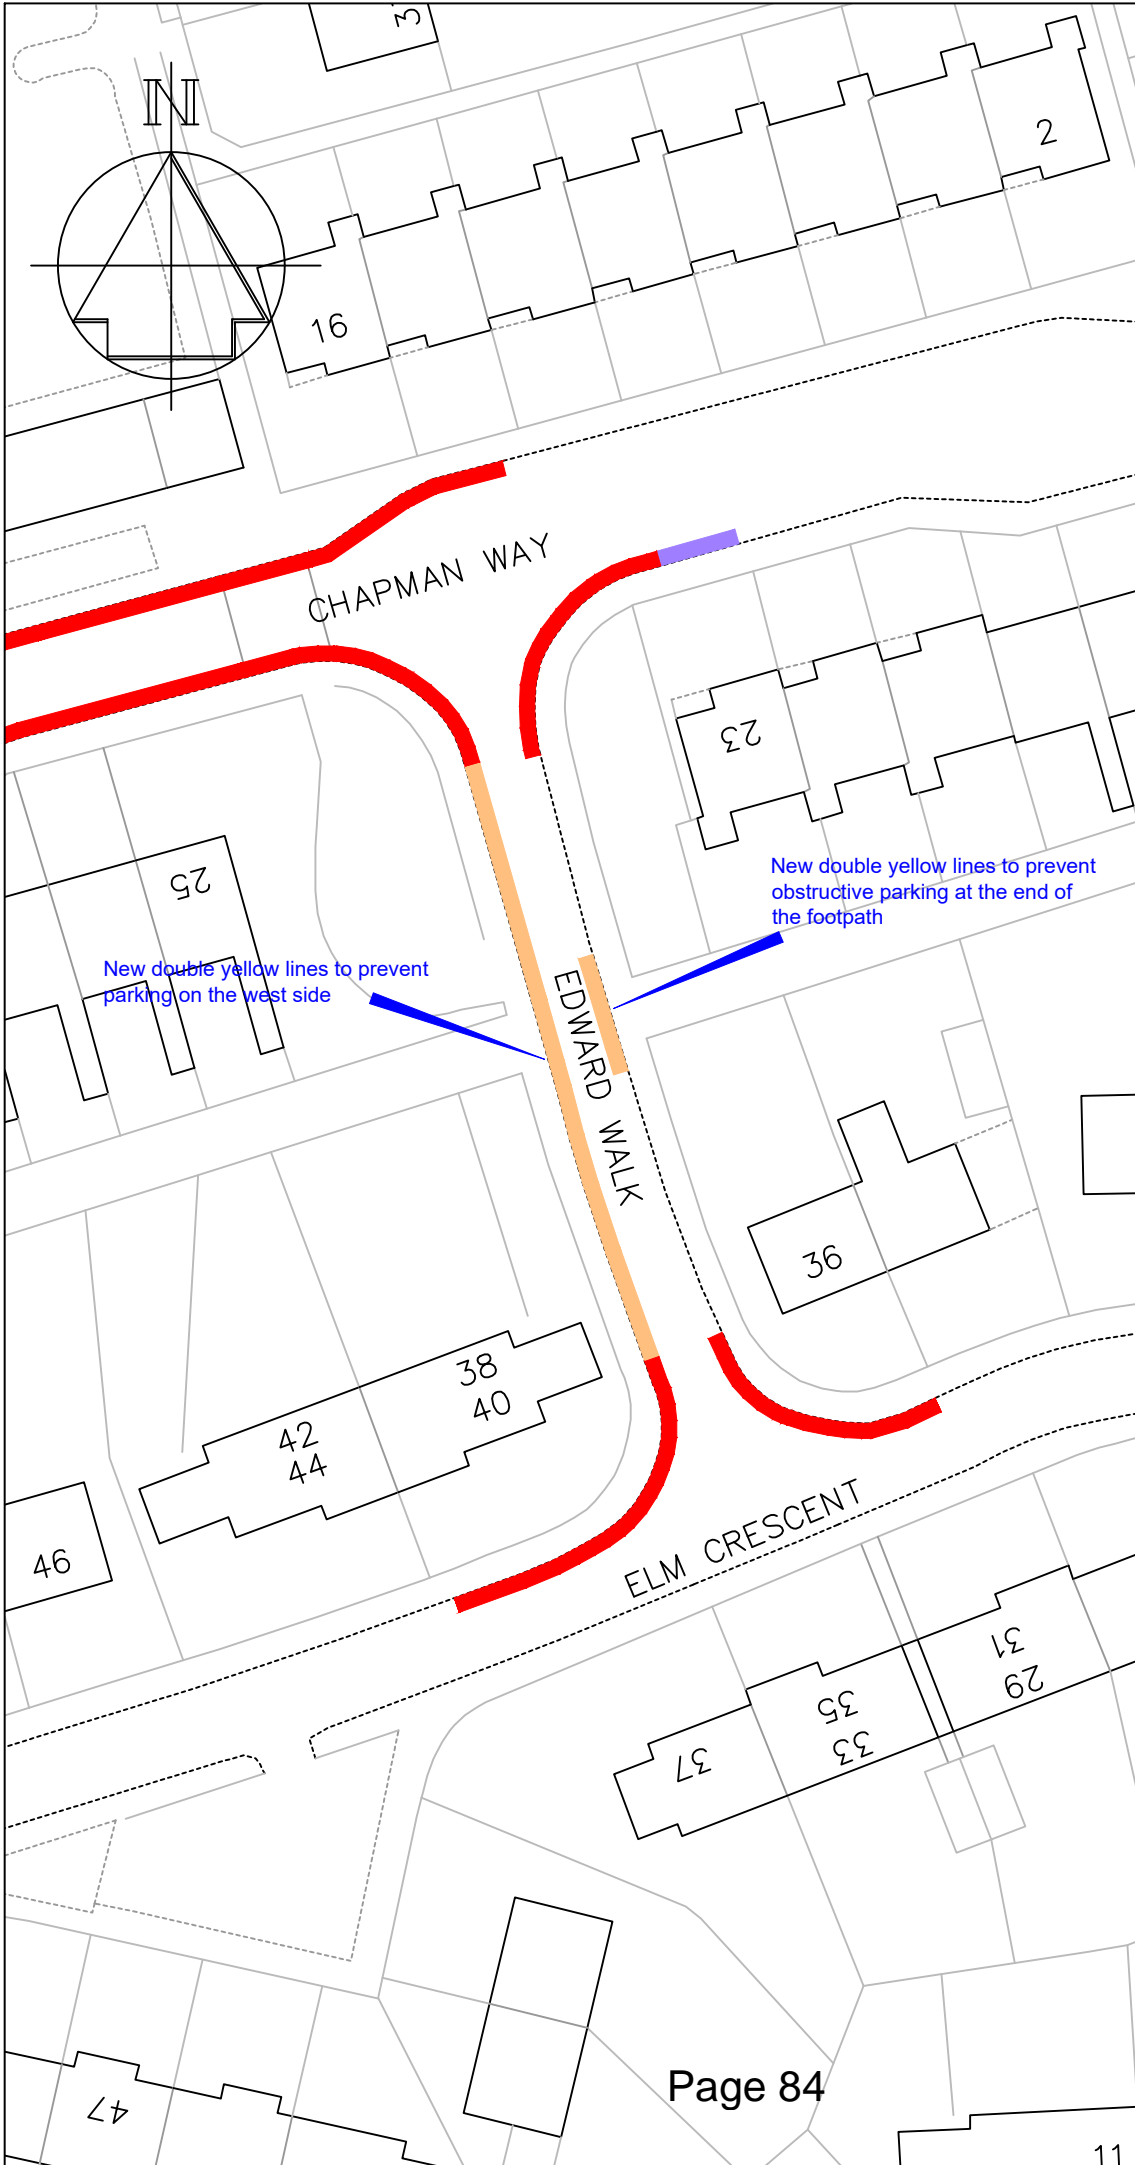 3
N
2
16
CHAPMAN WAY
23
25
New double yellow lines to prevent
obstructive parking at the end of
the footpath
New double yellow lines to prevent
parking on the west side
EDWARD WALK
36
38
40
42
44
46
ELM CRESCENT
31
29
35
33
37
47
Page 84
11